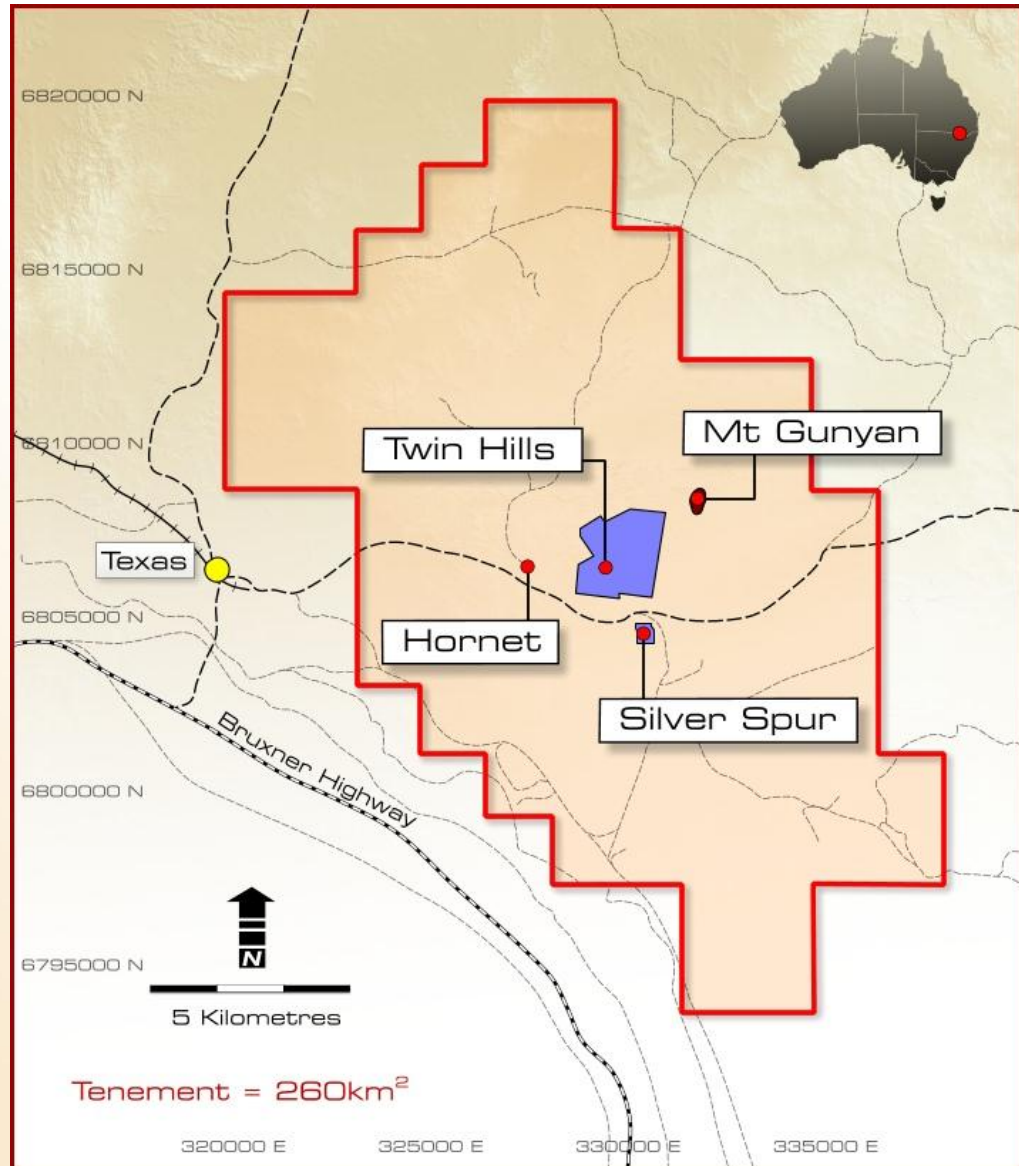 6820000 N
6815000 N
6810000 N
Mt Gunyan
Twin Hills
Texas
6805000 N
Hornet
Silver Spur
Bruxner Highway
6800000 N
N
6795000 N
5 Kilometres
Tenement = 260km²
320000 E
325000 E
330000 E
335000 E